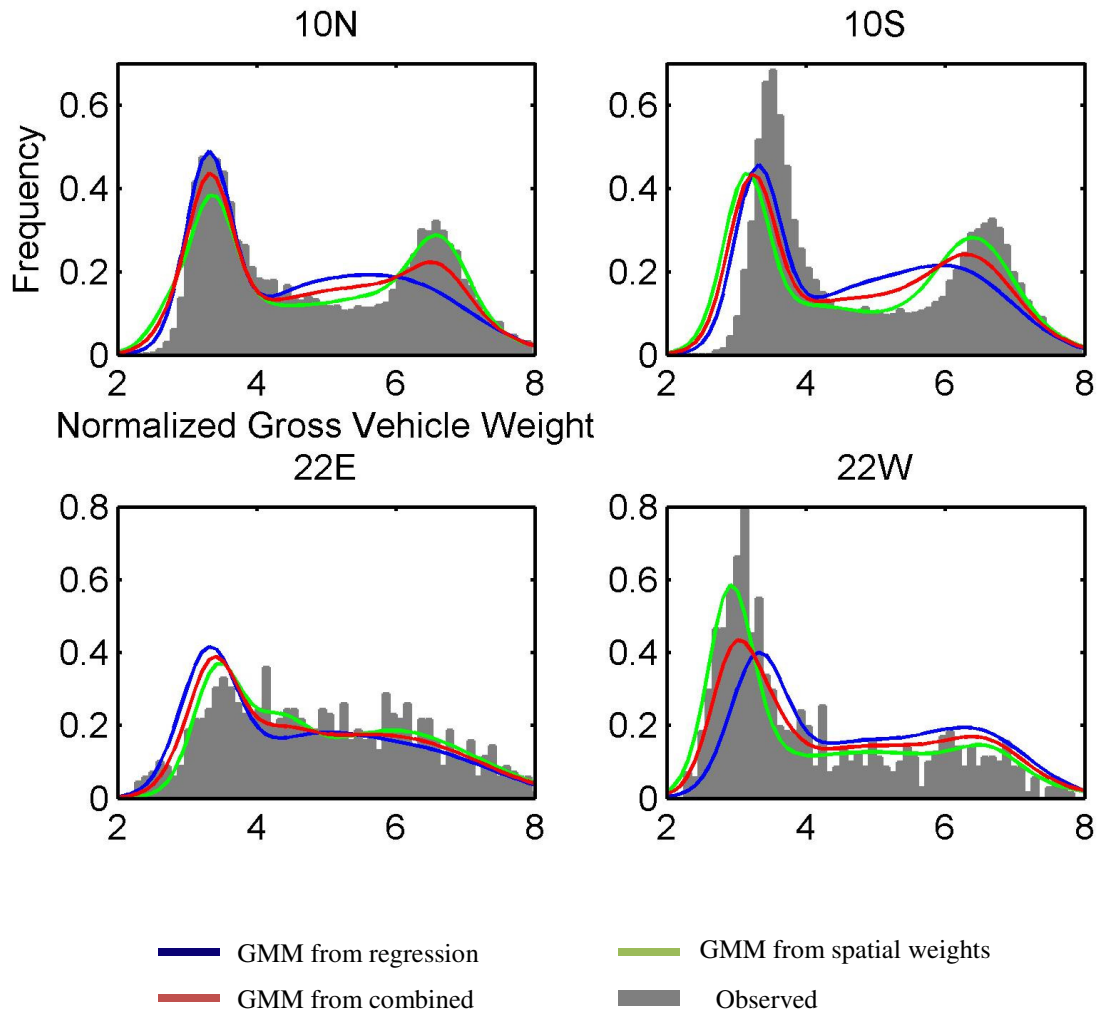 10N
10S
Frequency
0.6
0.4
0.2
0
2 4 6 8
0.6
0.4
0.2
0
2 4 6 8
Normalized Gross Vehicle Weight
22E
22W
0.8
0.6
0.4
0.2
0
2 4 6 8
0.8
0.6
0.4
0.2
0
2 4 6 8
GMM from regression
GMM from spatial weights
GMM from combined
Observed